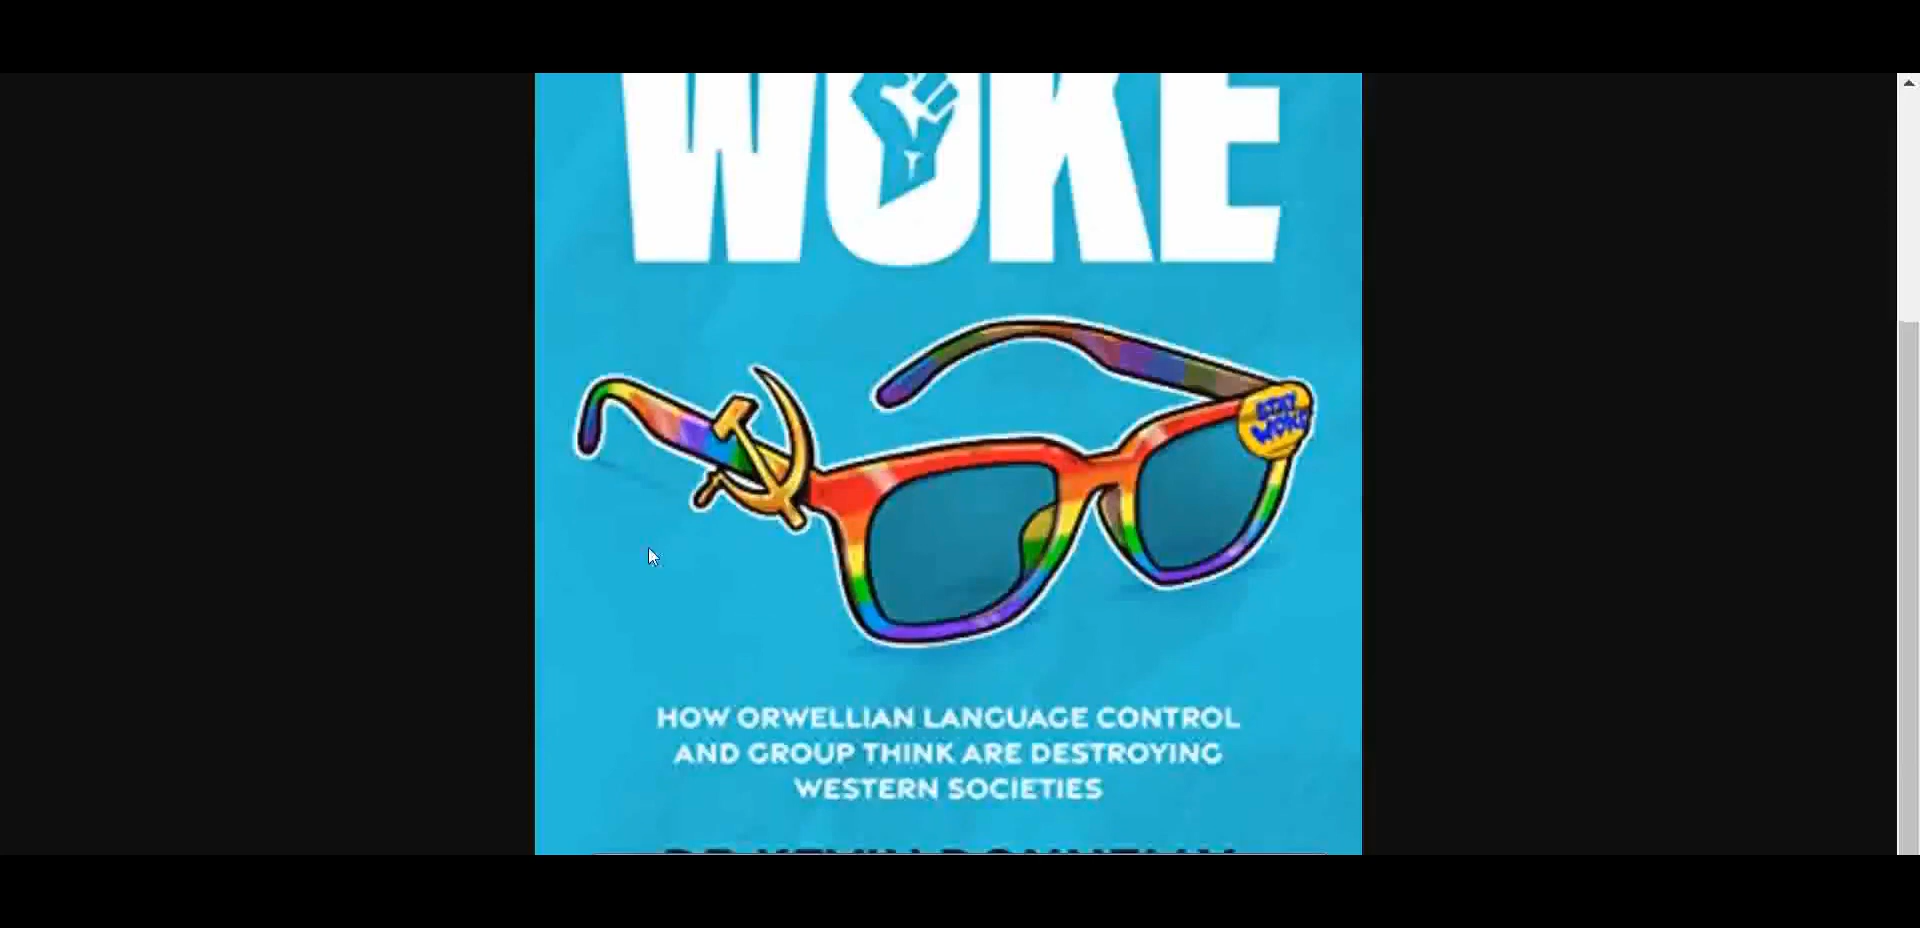 WOKE
STAY
WOKE
HOW ORWELLIAN LANGUAGE CONTROL
AND GROUP THINK ARE DESTROYING
WESTERN SOCIETIES